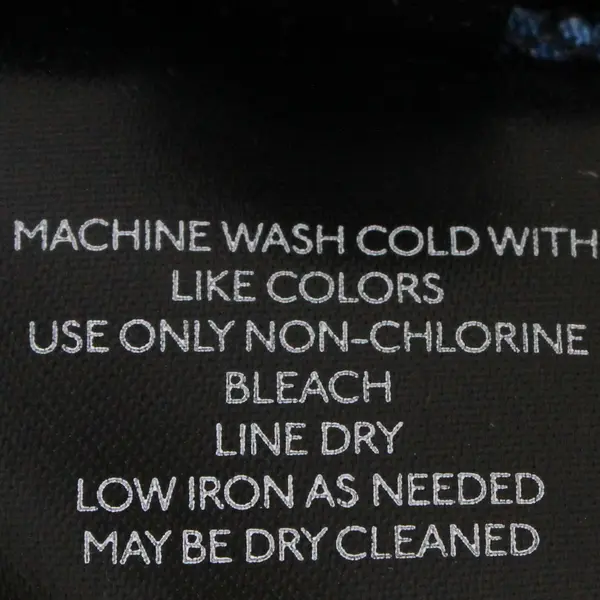 MACHINE WASH COLD WITH
LIKE COLORS
USE ONLY NON-CHLORINE
BLEACH
LINE DRY
LOW IRON AS NEEDED
MAY BE DRY CLEANED